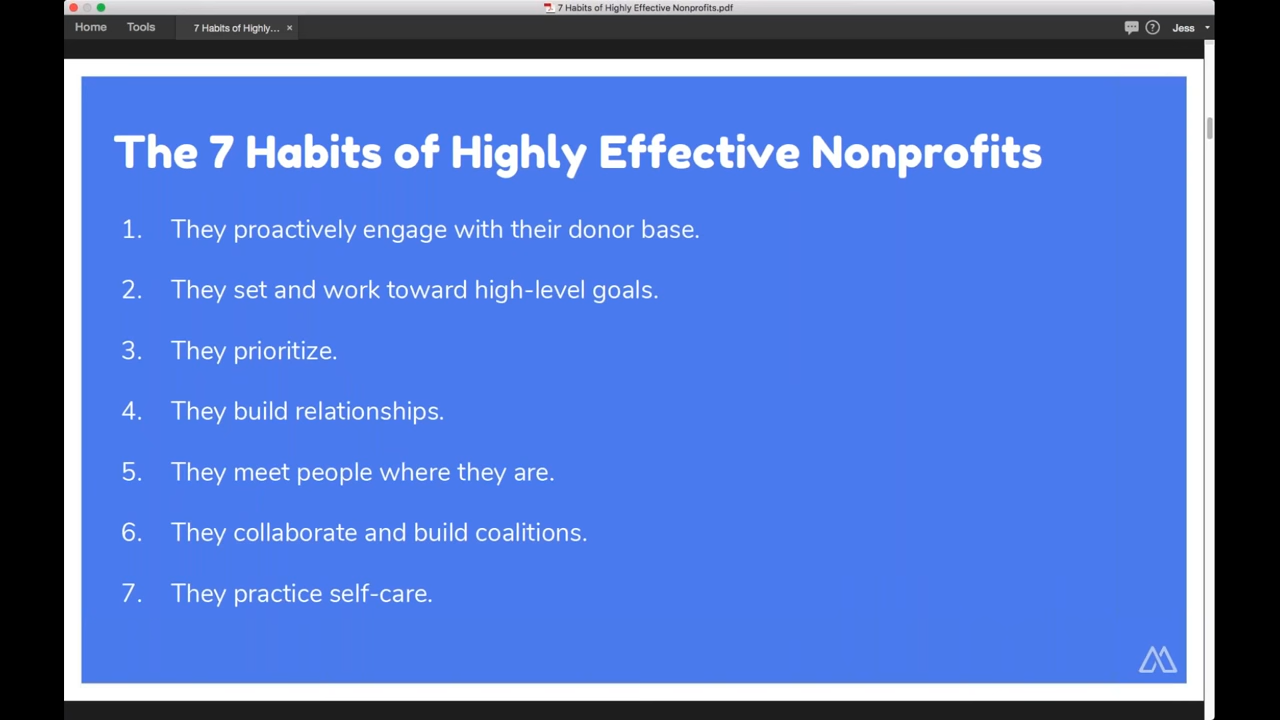 7 Habits of Highly Effective Nonprofits.pdf
Home Tools 7 Habits of Highly... × ? Jess
The 7 Habits of Highly Effective Nonprofits
1. They proactively engage with their donor base.
2. They set and work toward high-level goals.
3. They prioritize.
4. They build relationships.
5. They meet people where they are.
6. They collaborate and build coalitions.
7. They practice self-care.